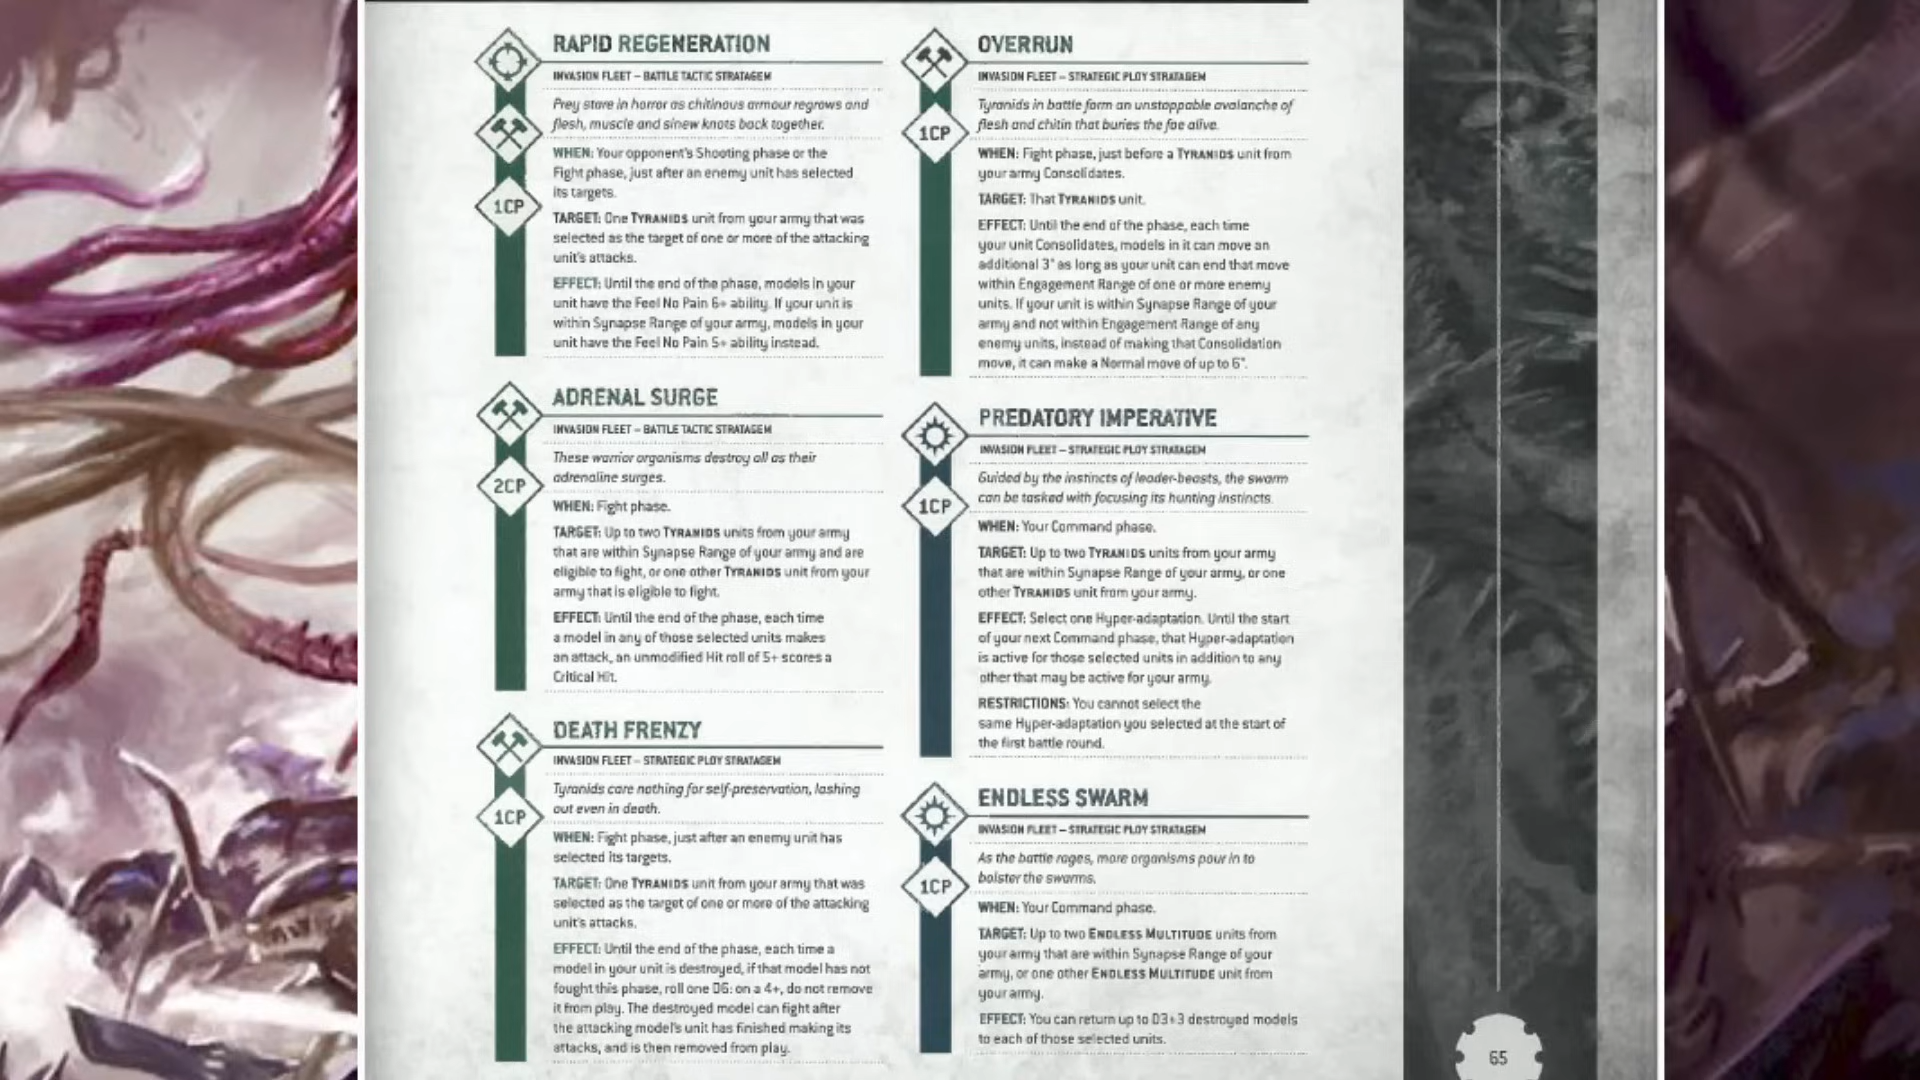 RAPID REGENERATION
INVASION FLEET – BATTLE TACTIC STRATAGEM
Prey stare in horror as chitinous armour regrows and
flesh, muscle and sinew knots back together.
WHEN: Your opponent's Shooting phase or the
Fight phase, just after an enemy unit has selected
its targets.
1CP
TARGET: One TYRANIDS unit from your army that was
selected as the target of one or more of the attacking
unit's attacks.
EFFECT: Until the end of the phase, models in your
unit have the Feel No Pain 6+ ability. If your unit is
within Synapse Range of your army, models in your
unit have the Feel No Pain 5+ ability instead.
ADRENAL SURGE
INVASION FLEET – BATTLE TACTIC STRATAGEM
These warrior organisms destroy all as their
adrenaline surges.
2CP
WHEN: Fight phase.
TARGET: Up to two TYRANIDS units from your army
that are within Synapse Range of your army and are
eligible to fight, or one other TYRANIDS unit from your
army that is eligible to fight.
EFFECT: Until the end of the phase, each time
a model in any of those selected units makes
an attack, an unmodified Hit roll of 5+ scores a
Critical Hit.
DEATH FRENZY
INVASION FLEET – STRATEGIC PLOY STRATAGEM
Tyranids care nothing for self-preservation, lashing
out even in death.
1CP
WHEN: Fight phase, just after an enemy unit has
selected its targets.
TARGET: One TYRANIDS unit from your army that was
selected as the target of one or more of the attacking
unit's attacks.
EFFECT: Until the end of the phase, each time a
model in your unit is destroyed, if that model has not
fought this phase, roll one D6: on a 4+, do not remove
it from play. The destroyed model can fight after
the attacking model's unit has finished making its
attacks, and is then removed from play.
OVERRUN
INVASION FLEET – STRATEGIC PLOY STRATAGEM
Tyranids in battle form an unstoppable avalanche of
flesh and chitin that buries the foe alive.
1CP
WHEN: Fight phase, just before a TYRANIDS unit from
your army Consolidates.
TARGET: That TYRANIDS unit.
EFFECT: Until the end of the phase, each time
your unit Consolidates, models in it can move an
additional 3" as long as your unit can end that move
within Engagement Range of one or more enemy
units. If your unit is within Synapse Range of your
army and not within Engagement Range of any
enemy units, instead of making that Consolidation
move, it can make a Normal move of up to 6".
PREDATORY IMPERATIVE
INVASION FLEET – STRATEGIC PLOY STRATAGEM
Guided by the instincts of leader-beasts, the swarm
can be tasked with focusing its hunting instincts.
1CP
WHEN: Your Command phase.
TARGET: Up to two TYRANIDS units from your army
that are within Synapse Range of your army, or one
other TYRANIDS unit from your army.
EFFECT: Select one Hyper-adaptation. Until the start
of your next Command phase, that Hyper-adaptation
is active for those selected units in addition to any
other that may be active for your army.
RESTRICTIONS: You cannot select the
same Hyper-adaptation you selected at the start of
the first battle round.
ENDLESS SWARM
INVASION FLEET – STRATEGIC PLOY STRATAGEM
As the battle rages, more organisms pour in to
bolster the swarms.
1CP
WHEN: Your Command phase.
TARGET: Up to two ENDLESS MULTITUDE units from
your army that are within Synapse Range of your
army, or one other ENDLESS MULTITUDE unit from
your army.
EFFECT: You can return up to D3+3 destroyed models
to each of those selected units.
65